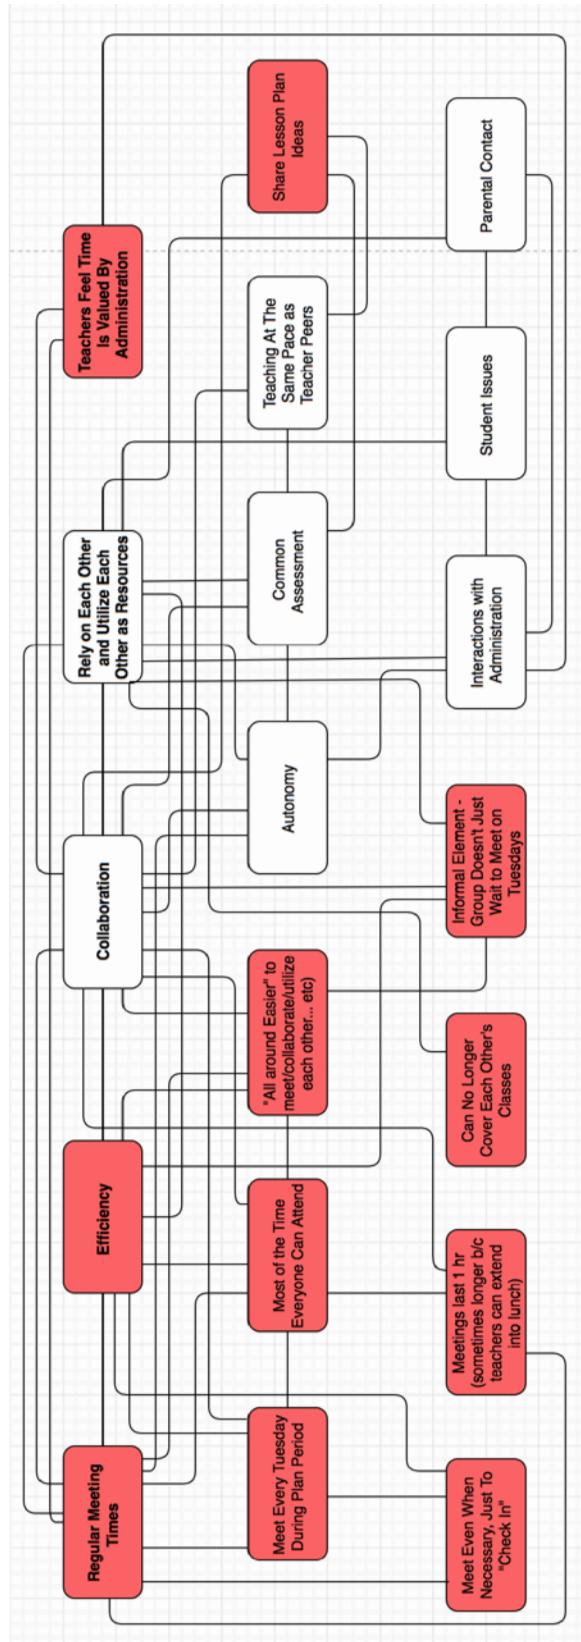 Regular Meeting
Times
Efficiency
Collaboration
Rely on Each Other
and Utilize Each
Other as Resources
Teachers Feel Time
Is Valued By
Administration
Meet Every Tuesday
During Plan Period
Most of the Time
Everyone Can Attend
"All around Easier" to
meet/collaborate/utilize
each other... etc)
Autonomy
Common
Assessment
Teaching At The
Same Pace as
Teacher Peers
Share Lesson Plan
Ideas
Meet Even When
Necessary, Just To
"Check In"
Meetings last 1 hr
(sometimes longer b/c
teachers can extend
into lunch)
Can No Longer
Cover Each Other's
Classes
Informal Element -
Group Doesn't Just
Wait to Meet on
Tuesdays
Interactions with
Administration
Student Issues
Parental Contact